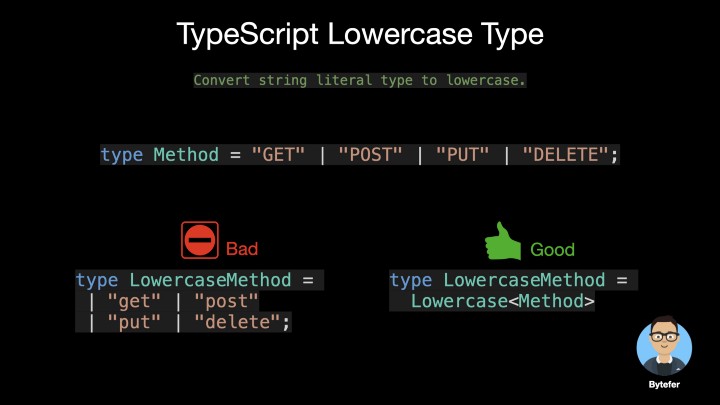 TypeScript Lowercase Type
Convert string literal type to lowercase.
type Method = "GET" | "POST" | "PUT" | "DELETE";
Bad
type LowercaseMethod =
| "get" | "post"
| "put" | "delete";
Good
type LowercaseMethod =
Lowercase<Method>
Bytefer